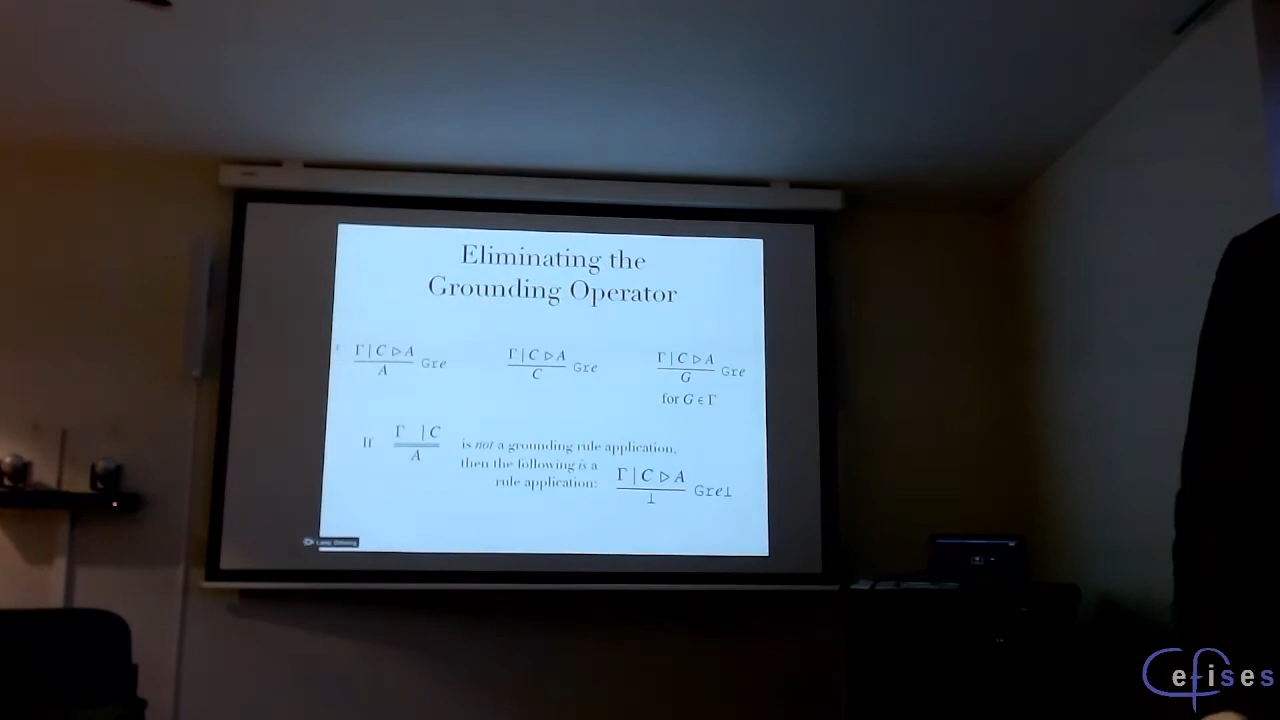 Eliminating the
Grounding Operator
Γ | C ▷ A
A
Gre
Γ | C ▷ A
C
Gre
Γ | C ▷ A
G
Gre
for G ∈ Γ
If
Γ | C
A
is not a grounding rule application,
then the following is a
rule application:
Γ | C ▷ A
⊥
Gre⊥
Cefises